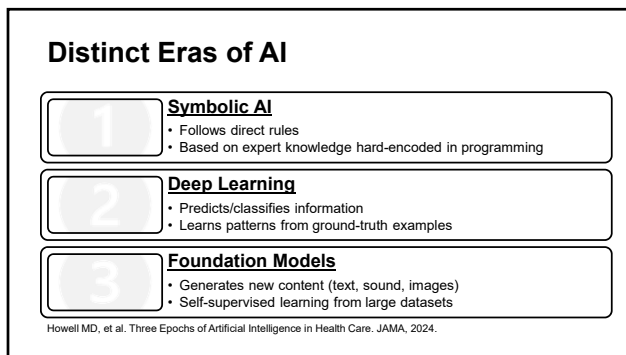 Distinct Eras of AI
1
Symbolic AI
• Follows direct rules
• Based on expert knowledge hard-encoded in programming
2
Deep Learning
• Predicts/classifies information
• Learns patterns from ground-truth examples
3
Foundation Models
• Generates new content (text, sound, images)
• Self-supervised learning from large datasets
Howell MD, et al. Three Epochs of Artificial Intelligence in Health Care. JAMA, 2024.